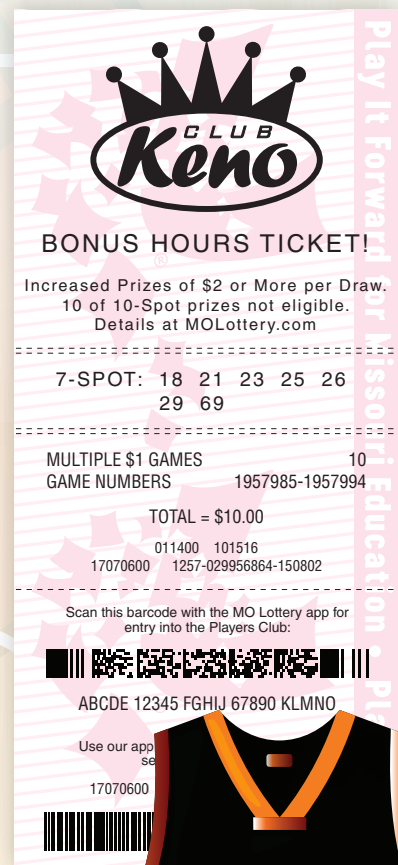 CLUB
Keno
BONUS HOURS TICKET!
®
Increased Prizes of $2 or More per Draw.
10 of 10-Spot prizes not eligible.
Details at MOLottery.com
7-SPOT: 18 21 23 25 26
29 69
MULTIPLE $1 GAMES 10
GAME NUMBERS 1957985-1957994
TOTAL = $10.00
011400 101516
17070600 1257-029956864-150802
Scan this barcode with the MO Lottery app for
entry into the Players Club:
ABCDE 12345 FGHIJ 67890 KLMNO
Use our app
17070600
Play It Forward for Missouri Education •